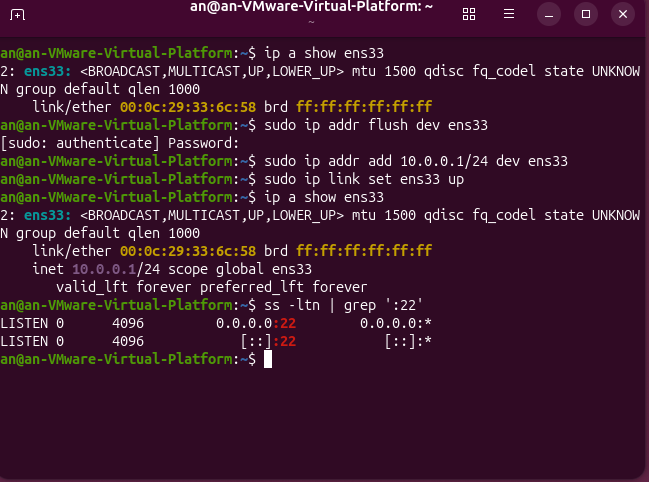 an@an-VMware-Virtual-Platform: ~
~
an@an-VMware-Virtual-Platform:~$ ip a show ens33
2: ens33: <BROADCAST,MULTICAST,UP,LOWER_UP> mtu 1500 qdisc fq_codel state UNKNOW
N group default qlen 1000
    link/ether 00:0c:29:33:6c:58 brd ff:ff:ff:ff:ff:ff
an@an-VMware-Virtual-Platform:~$ sudo ip addr flush dev ens33
[sudo: authenticate] Password:
an@an-VMware-Virtual-Platform:~$ sudo ip addr add 10.0.0.1/24 dev ens33
an@an-VMware-Virtual-Platform:~$ sudo ip link set ens33 up
an@an-VMware-Virtual-Platform:~$ ip a show ens33
2: ens33: <BROADCAST,MULTICAST,UP,LOWER_UP> mtu 1500 qdisc fq_codel state UNKNOW
N group default qlen 1000
    link/ether 00:0c:29:33:6c:58 brd ff:ff:ff:ff:ff:ff
    inet 10.0.0.1/24 scope global ens33
       valid_lft forever preferred_lft forever
an@an-VMware-Virtual-Platform:~$ ss -ltn | grep ':22'
LISTEN 0      4096         0.0.0.0:22        0.0.0.0:*
LISTEN 0      4096            [::]:22           [::]:*
an@an-VMware-Virtual-Platform:~$